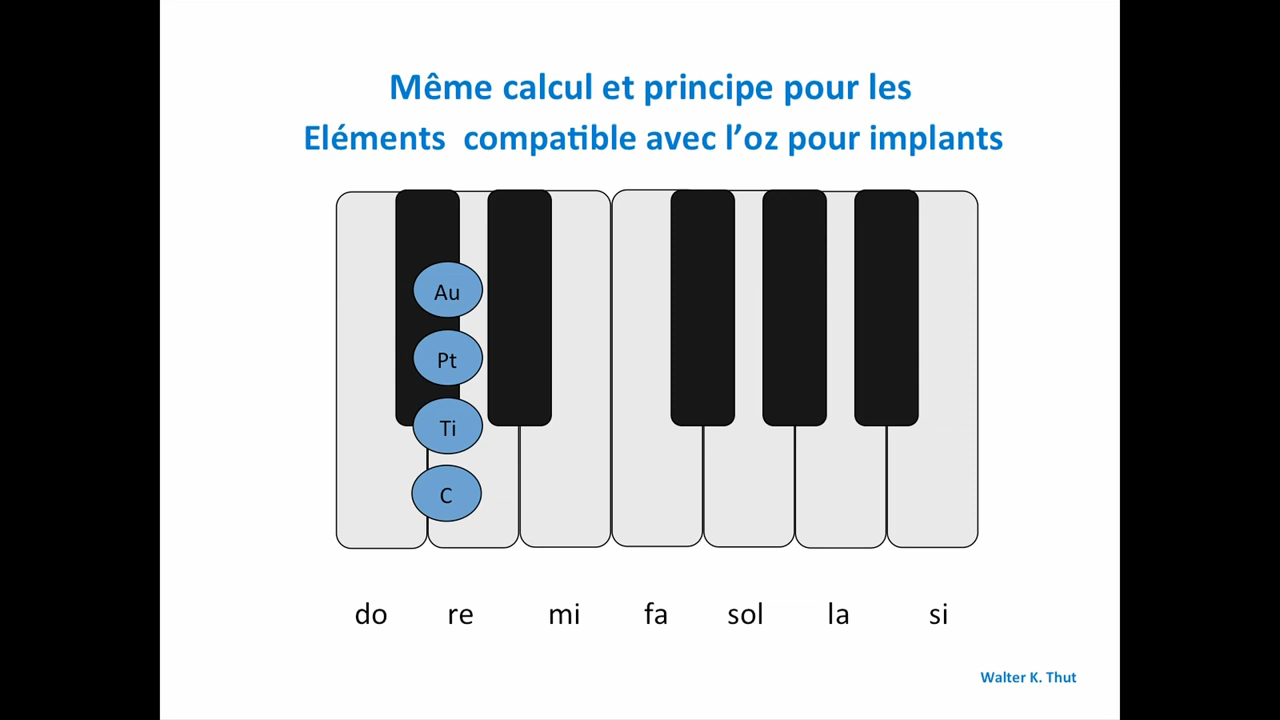 Même calcul et principe pour les
Eléments compatible avec l’oz pour implants
Au
Pt
Ti
C
do re mi fa sol la si
Walter K. Thut